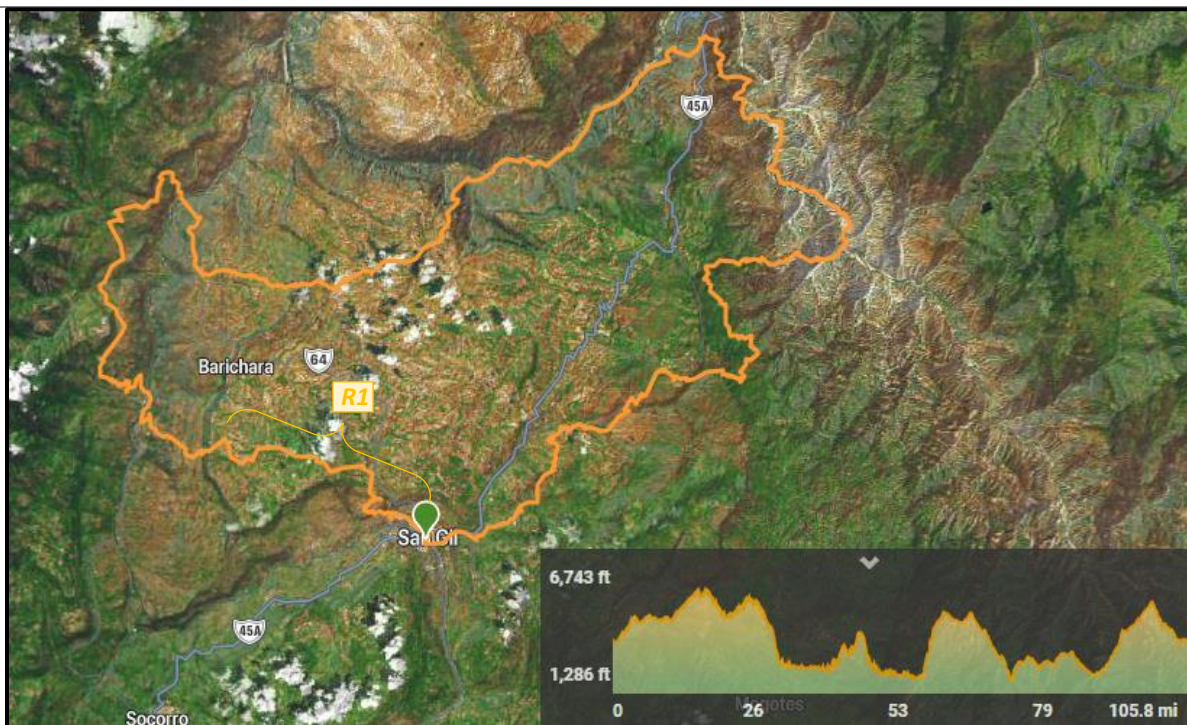 45A
Barichara
64
R1
San Gil
45A
Socorro
6,743 ft
1,286 ft
Mogotes
0 26 53 79 105.8 mi